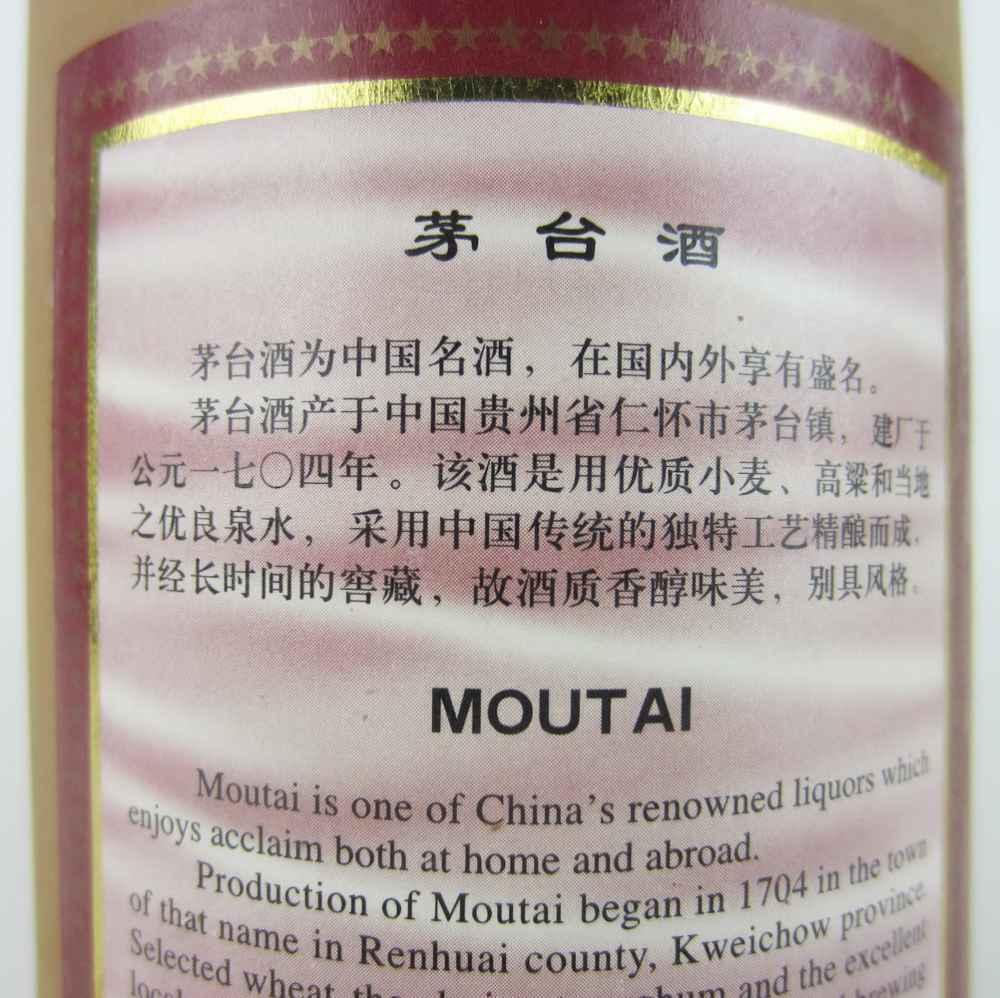 茅台酒
茅台酒为中国名酒，在国内外享有盛名。
茅台酒产于中国贵州省仁怀市茅台镇，建厂于
公元一七〇四年。该酒是用优质小麦、高粱和当地
之优良泉水，采用中国传统的独特工艺精酿而成，
并经长时间的窖藏，故酒质香醇味美，别具风格。
MOUTAI
Moutai is one of China's renowned liquors which
enjoys acclaim both at home and abroad.
Production of Moutai began in 1704 in the town
of that name in Renhuai county, Kweichow province.
Selected wheat, and the excellent
brewing